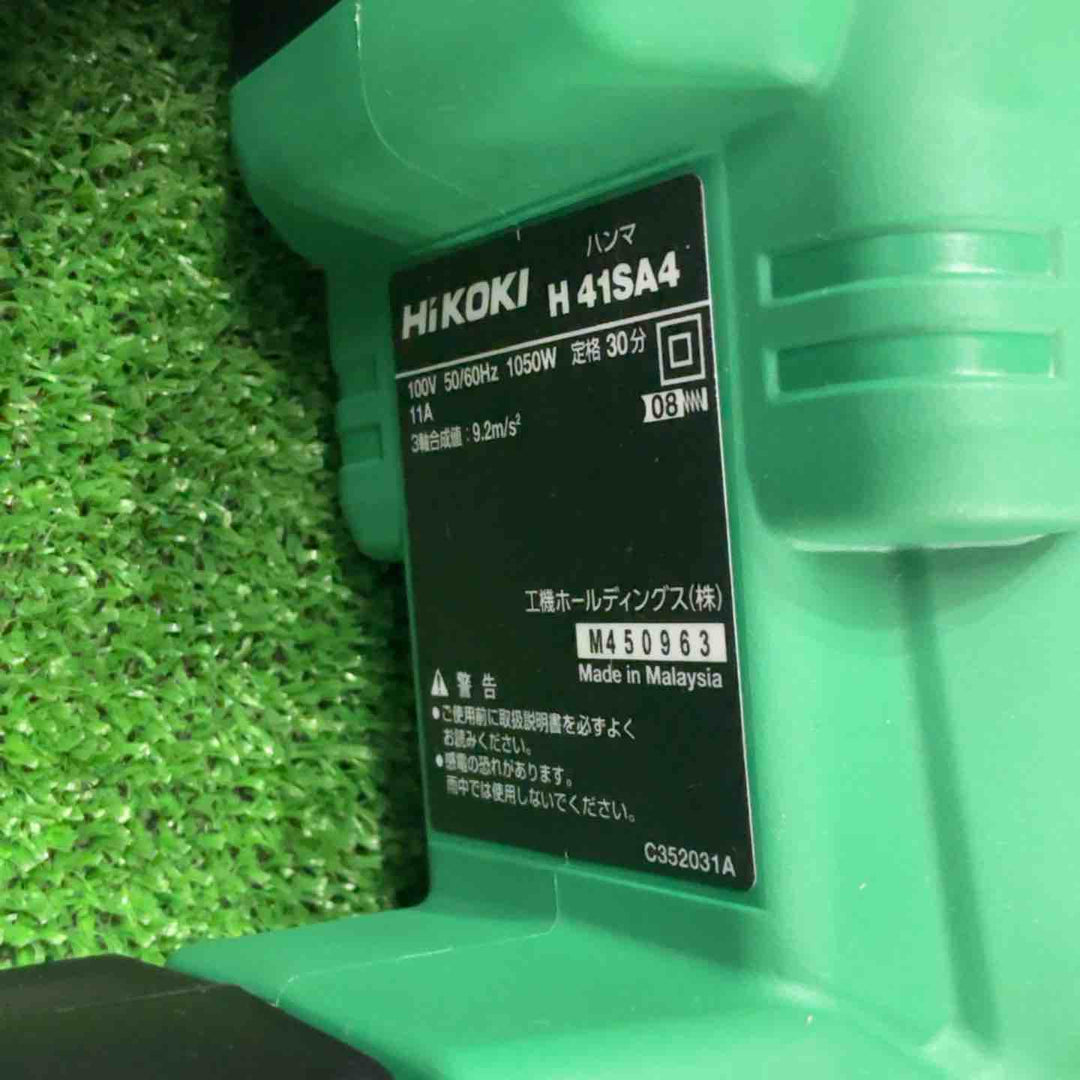 ハンマ
HiKOKI H 41SA4
100V 50/60Hz 1050W 定格 30分
11A
08
3軸合成値:9.2m/s²
工機ホールディングス(株)
M450963
Made in Malaysia
警告
●ご使用前に取扱説明書を必ずよく
お読みください。
●感電の恐れがあります。
雨中では使用しないでください。
C352031A